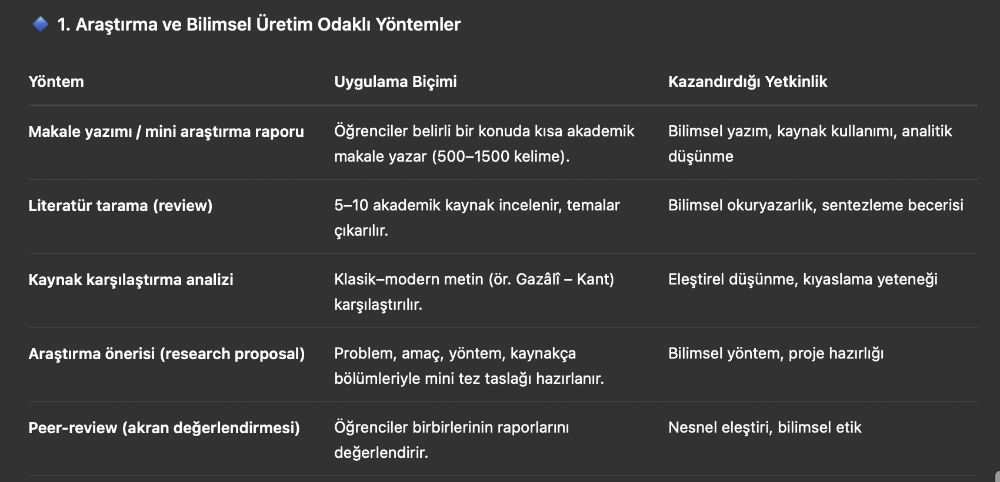 🔷 1. Araştırma ve Bilimsel Üretim Odaklı Yöntemler
Yöntem
Uygulama Biçimi
Kazandırdığı Yetkinlik
Makale yazımı / mini araştırma raporu
Öğrenciler belirli bir konuda kısa akademik
makale yazar (500–1500 kelime).
Bilimsel yazım, kaynak kullanımı, analitik
düşünme
Literatür tarama (review)
5–10 akademik kaynak incelenir, temalar
çıkarılır.
Bilimsel okuryazarlık, sentezleme becerisi
Kaynak karşılaştırma analizi
Klasik–modern metin (ör. Gazâlî – Kant)
karşılaştırılır.
Eleştirel düşünme, kıyaslama yeteneği
Araştırma önerisi (research proposal)
Problem, amaç, yöntem, kaynakça
bölümleriyle mini tez taslağı hazırlanır.
Bilimsel yöntem, proje hazırlığı
Peer-review (akran değerlendirmesi)
Öğrenciler birbirlerinin raporlarını
değerlendirir.
Nesnel eleştiri, bilimsel etik